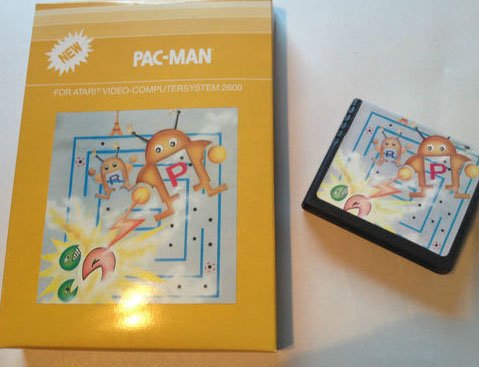 NEW
PAC-MAN
FOR ATARI® VIDEO-COMPUTERSYSTEM 2600
R
P
R
P